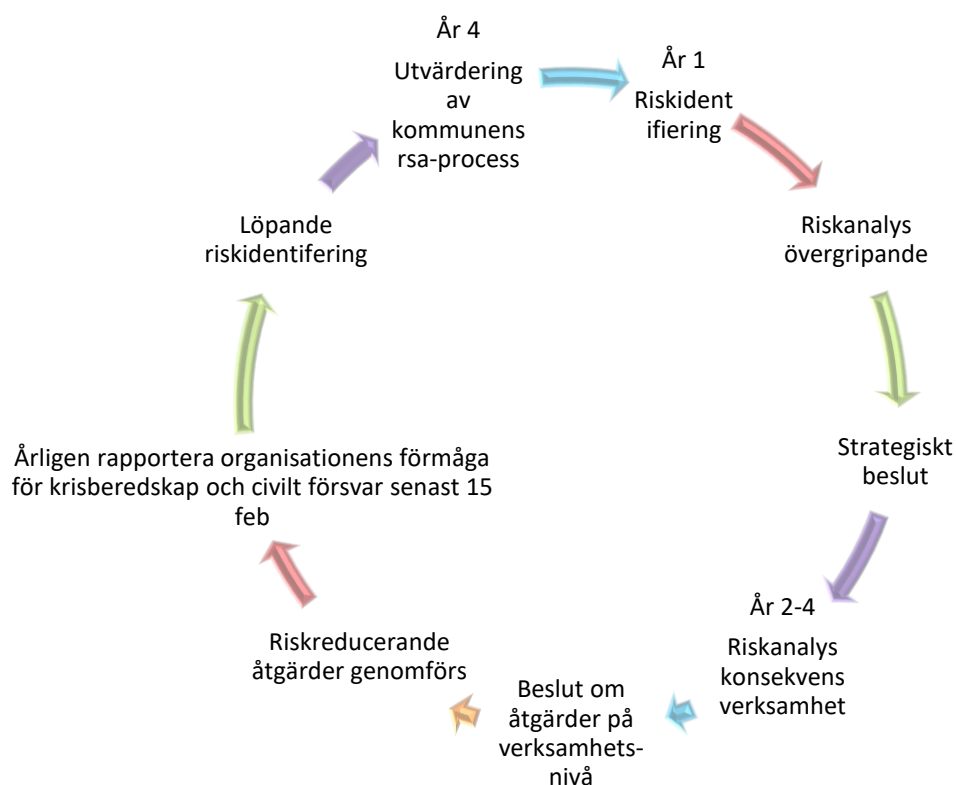 År 1
Riskident
ifiering
Riskanalys
övergripande
Strategiskt
beslut
År 2-4
Riskanalys
konsekvens
verksamhet
Beslut om
åtgärder på
verksamhets-
nivå
Riskreducerande
åtgärder genomförs
Årligen rapportera organisationens förmåga
för krisberedskap och civilt försvar senast 15
feb
Löpande
riskidentifering
År 4
Utvärdering
av
kommunens
rsa-process